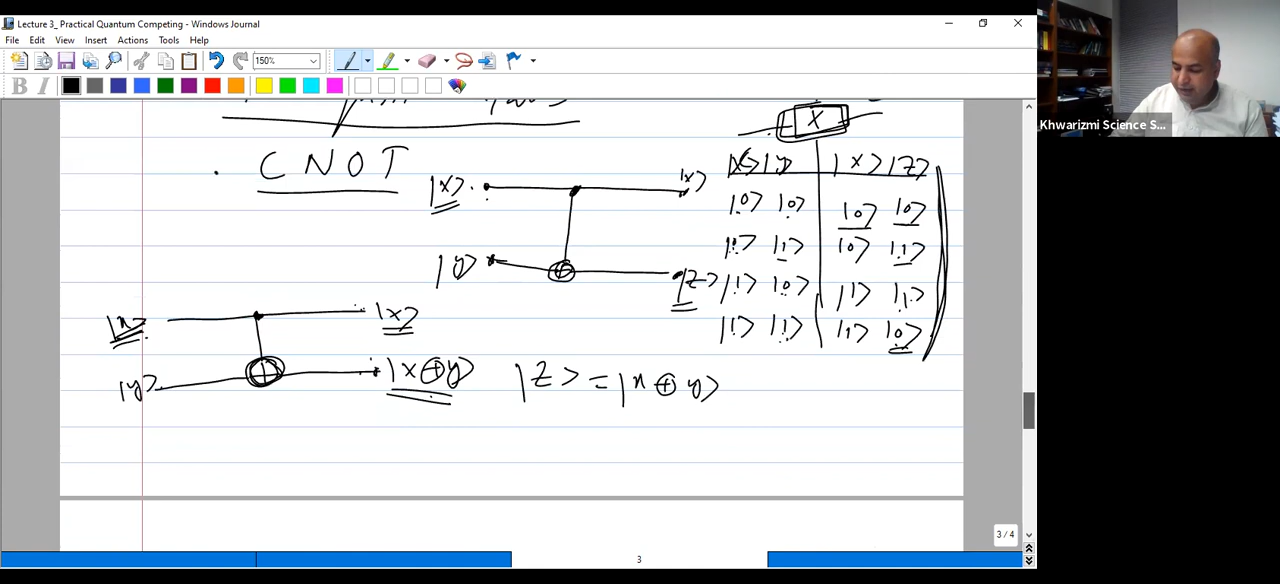 Lecture 3_ Practical Quantum Competing - Windows Journal
File Edit View Insert Actions Tools Help
150%
B I
Khwarizmi Science S...
X
. CNOT
|x> |y> | |x> |z>
|0> |0> | |0> |0>
|0> |1> | |0> |1>
|1> |0> | |1> |1>
|1> |1> | |1> |0>
|x> |x>
|y> |z>
|x> |x>
|y> |x⊕y> |z> = |x⊕y>
3 / 4
3